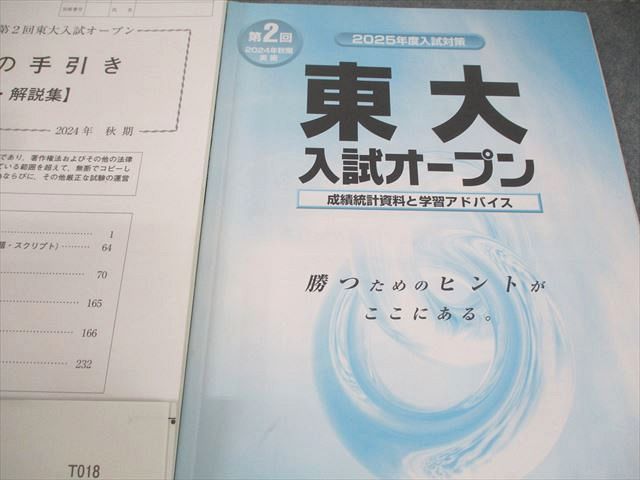 第2回東大入試オープン
の手引き
・解説集】
2024年 秋期
であり、著作権法およびその他の法律
ている範囲を超えて、無断でコピーし
ならびに、その他厳正な試験の運営
1
・スクリプト) 64
70
165
166
232
T018
第2回
2024年秋期
実施
2025年度入試対策
東大
入試オープン
成績統計資料と学習アドバイス
勝つためのヒントが
ここにある。